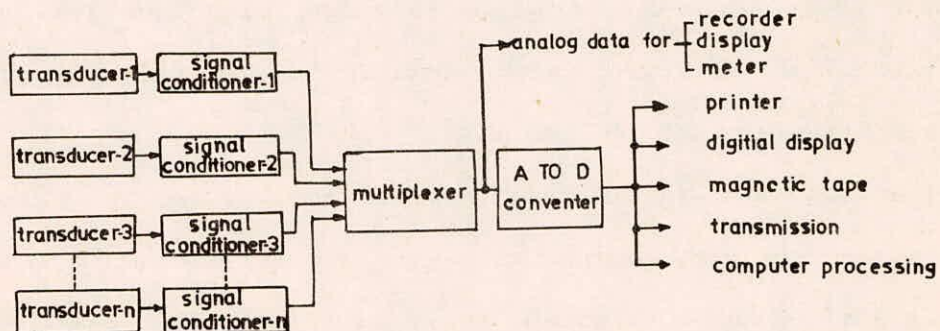 transducer-1
signal
conditioner-1
transducer-2
signal
conditioner-2
transducer-3
signal
conditioner-3
transducer-n
signal
conditioner-n
multiplexer
analog data for
recorder
display
meter
A TO D
conventer
printer
digitial display
magnetic tape
transmission
computer processing